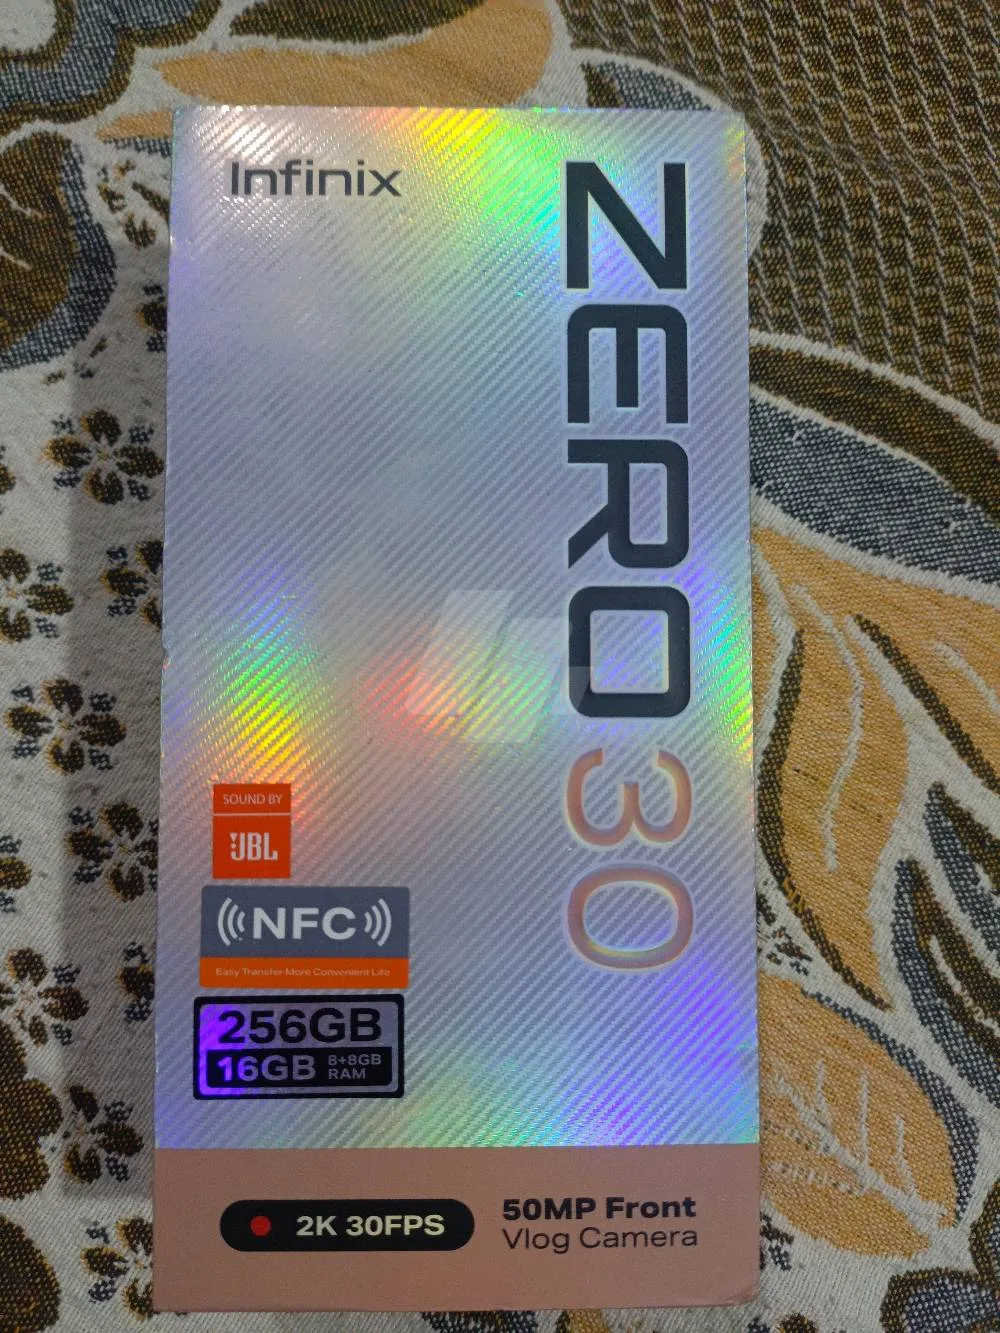 Infinix
ZERO 30
SOUND BY
JBL
NFC
Easy Transfer More Convenient Life
256GB
16GB 8+8GB RAM
2K 30FPS
50MP Front
Vlog Camera